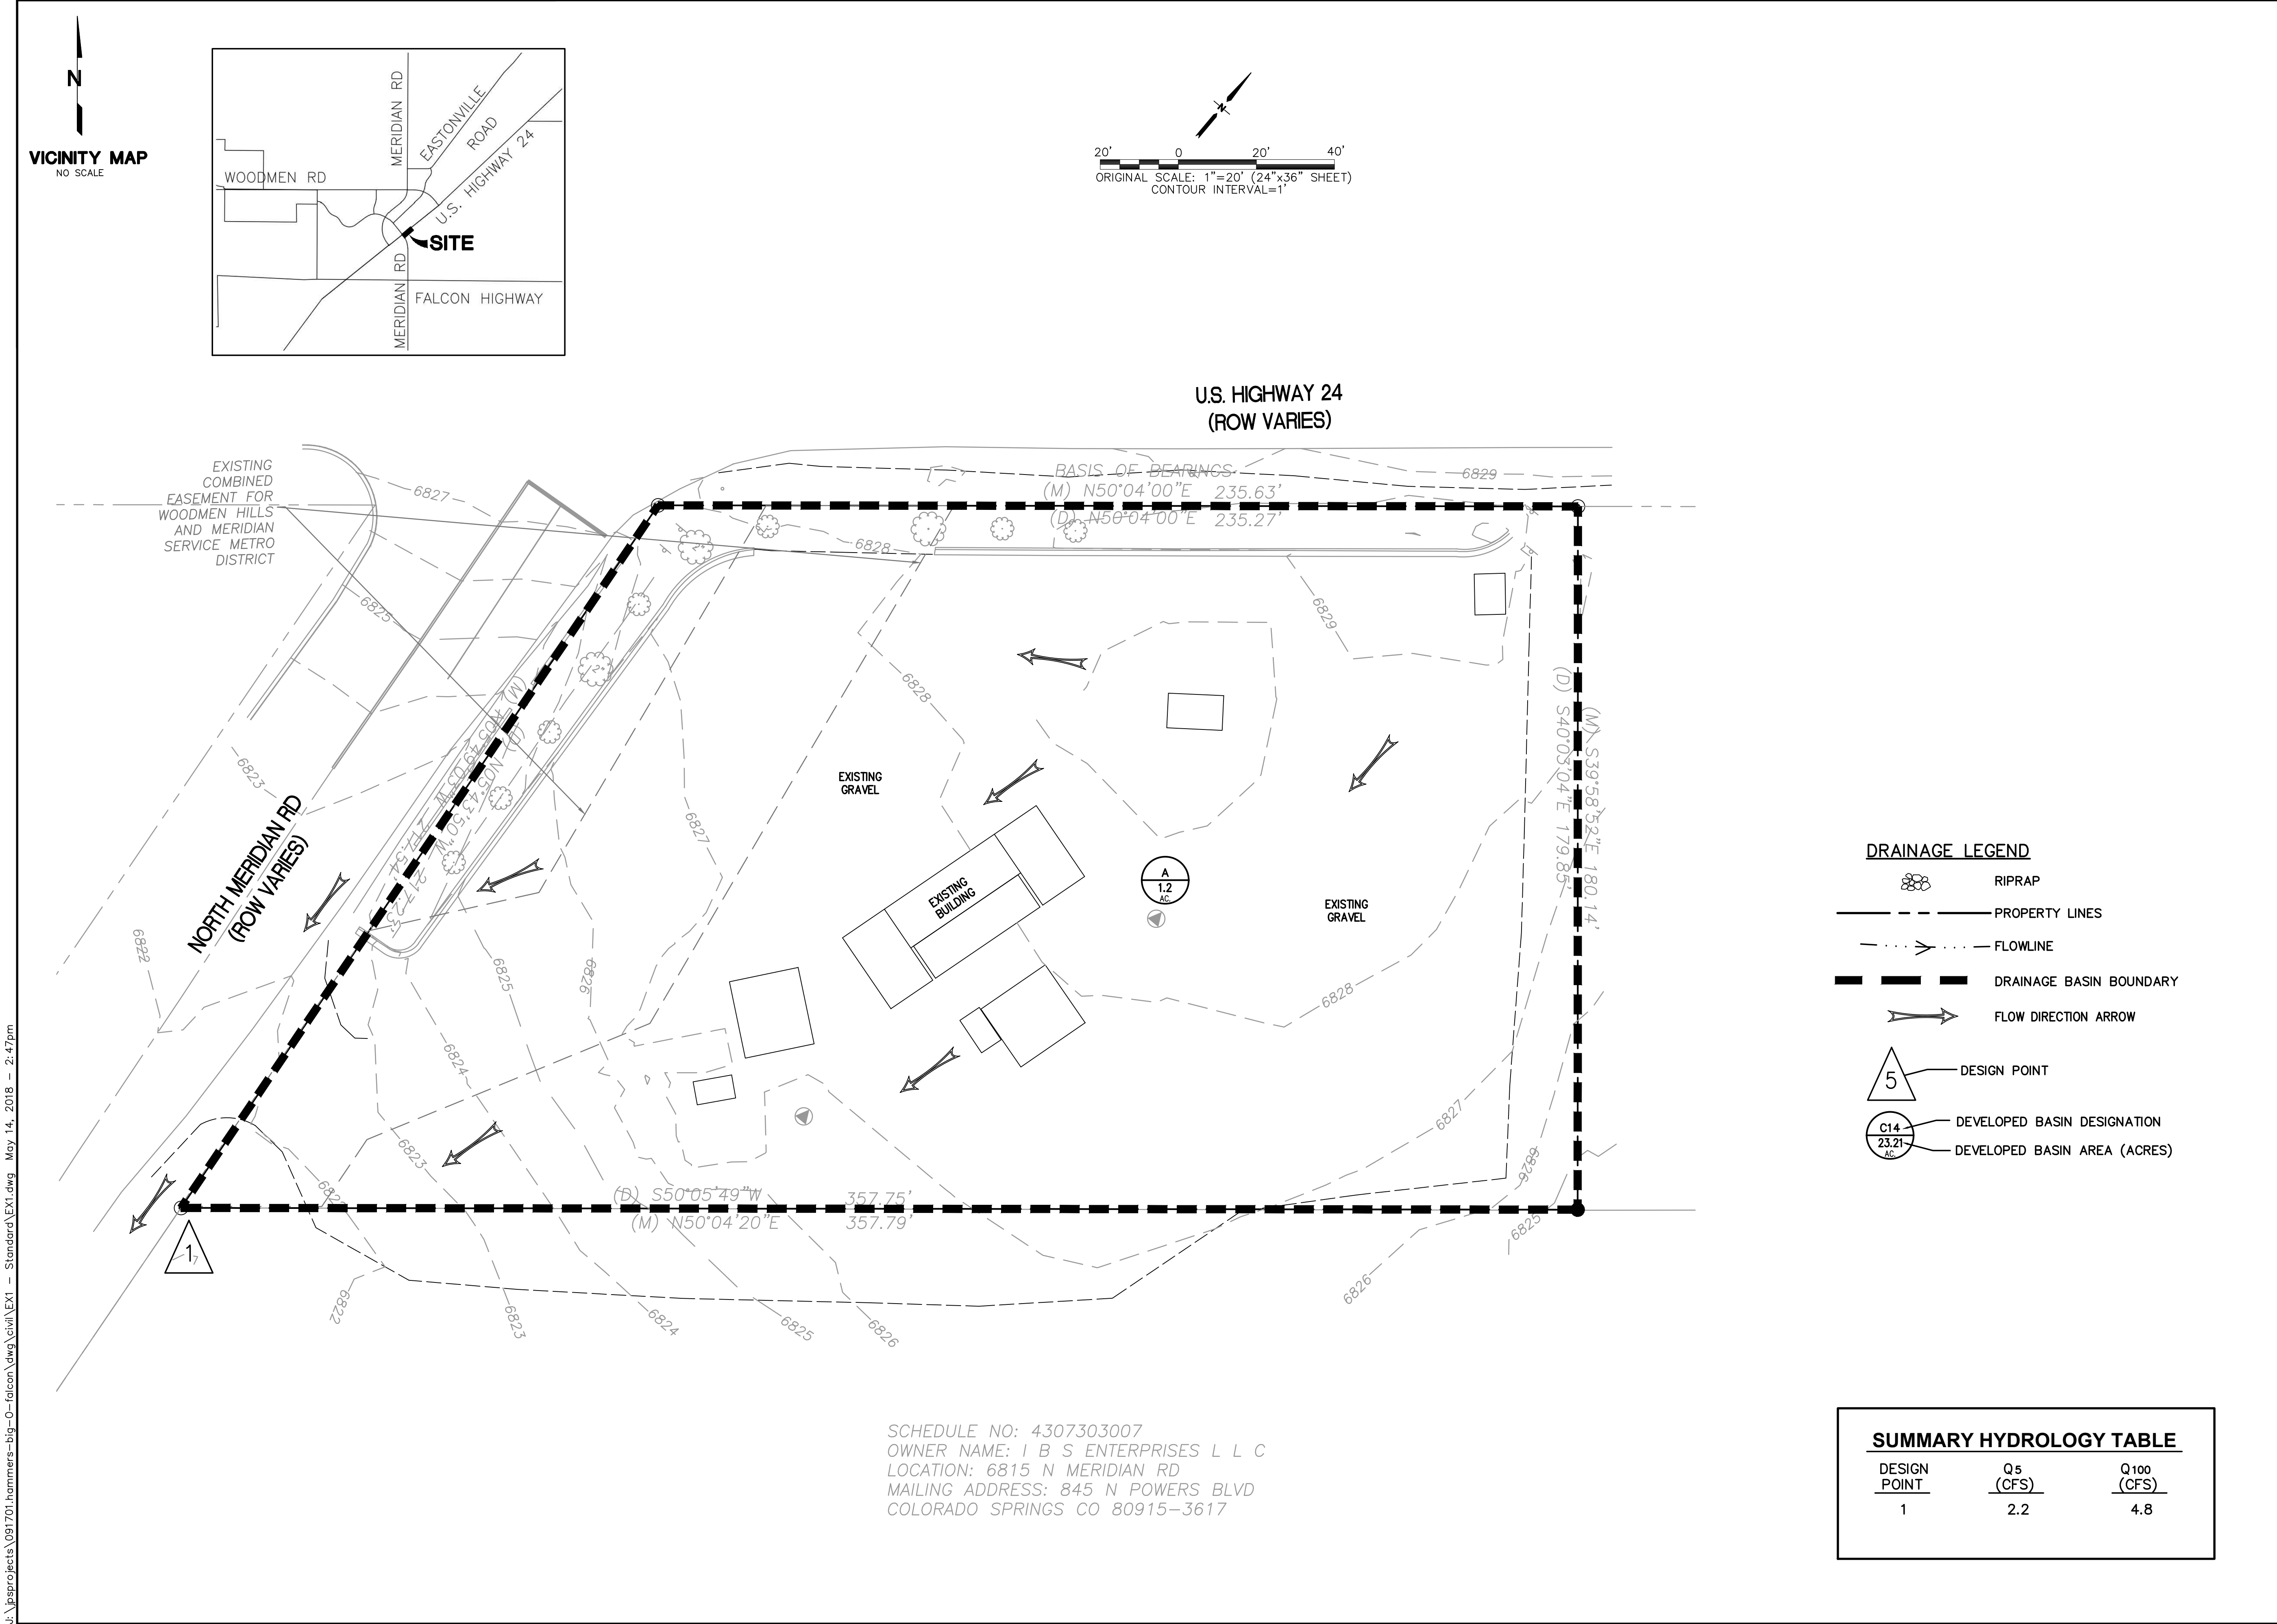 N
VICINITY MAP
NO SCALE
MERIDIAN RD
EASTONVILLE
ROAD
WOODMEN RD
U.S. HIGHWAY 24
SITE
MERIDIAN RD
FALCON HIGHWAY
N
20' 0 20' 40'
ORIGINAL SCALE: 1"=20' (24"x36" SHEET)
CONTOUR INTERVAL=1'
U.S. HIGHWAY 24
(ROW VARIES)
EXISTING
COMBINED
EASEMENT FOR
WOODMEN HILLS
AND MERIDIAN
SERVICE METRO
DISTRICT
6827
BASIS OF BEARINGS
(M) N50°04'00"E 235.63'
(D) N50°04'00"E 235.27'
6829
6828
6825
6829
6828
6823
6827
NORTH MERIDIAN RD
(ROW VARIES)
(D) N05°43'50"W 217.23'
(D) S40°03'04"E 179.85'
(M) S39°58'52"E 180.14'
EXISTING
GRAVEL
EXISTING
BUILDING
A
1.2
AC.
EXISTING
GRAVEL
6822
6825
6826
6828
6824
6823
6827
6826
6825
(D) S50°05'49"W 357.75'
(M) N50°04'20"E 357.79'
1
6822
6823
6824
6825
6826
6826
DRAINAGE LEGEND
RIPRAP
PROPERTY LINES
FLOWLINE
DRAINAGE BASIN BOUNDARY
FLOW DIRECTION ARROW
5
DESIGN POINT
C14
23.21
AC.
DEVELOPED BASIN DESIGNATION
DEVELOPED BASIN AREA (ACRES)
SCHEDULE NO: 4307303007
OWNER NAME: I B S ENTERPRISES L L C
LOCATION: 6815 N MERIDIAN RD
MAILING ADDRESS: 845 N POWERS BLVD
COLORADO SPRINGS CO 80915-3617
SUMMARY HYDROLOGY TABLE
DESIGN POINT Q5 (CFS) Q100 (CFS)
1 2.2 4.8
J:\jpsprojects\091701.hammers-big-O-falcon\dwg\civil\EX1 - Standard\EX1.dwg May 14, 2018 - 2:47pm